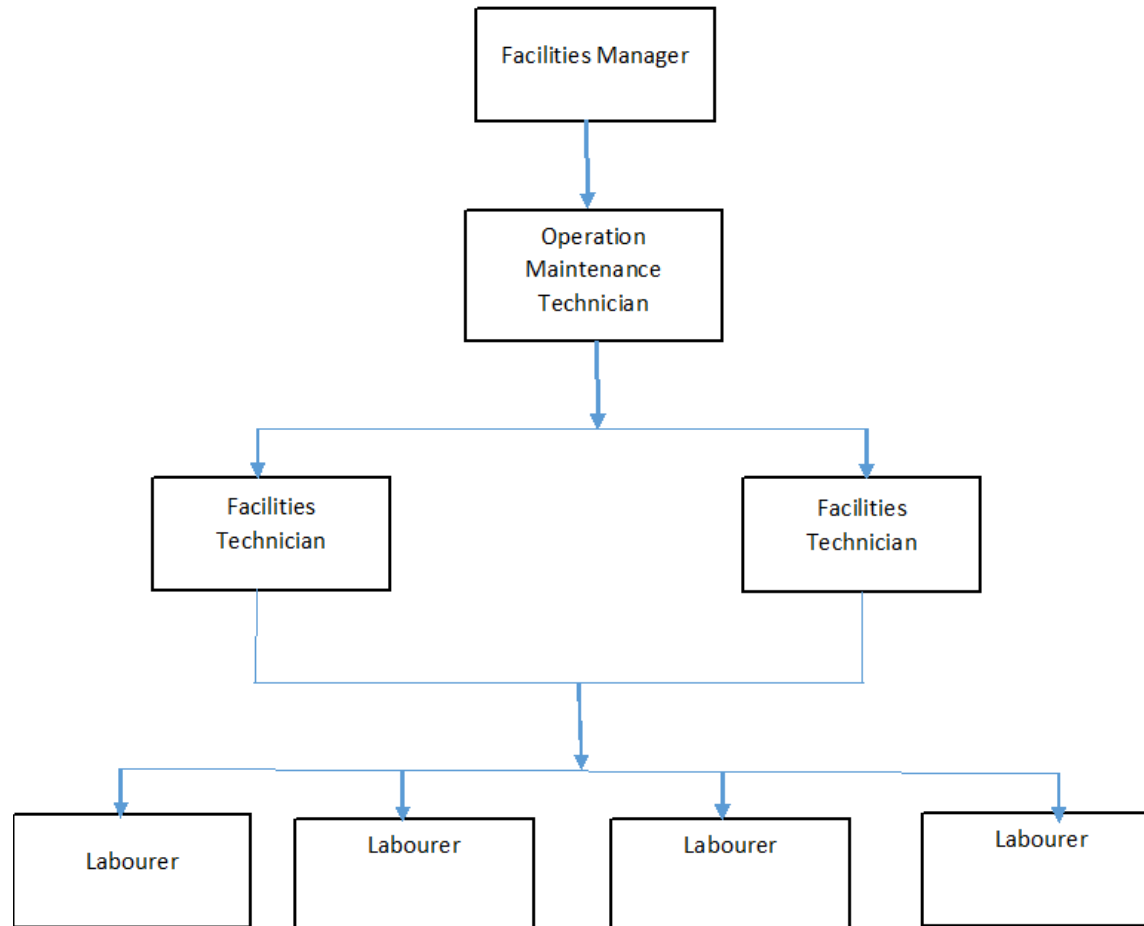 Facilities Manager
Operation
Maintenance
Technician
Facilities
Technician
Facilities
Technician
Labourer
Labourer
Labourer
Labourer